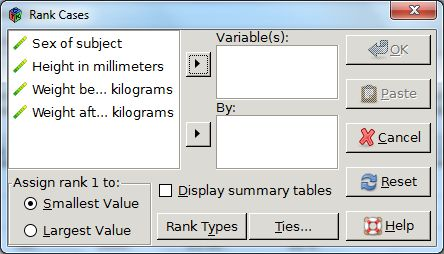 Rank Cases
Sex of subject
Height in millimeters
Weight be... kilograms
Weight aft... kilograms
Variable(s):
By:
OK
Paste
Cancel
Reset
Help
Assign rank 1 to:
Smallest Value
Largest Value
Display summary tables
Rank Types
Ties...